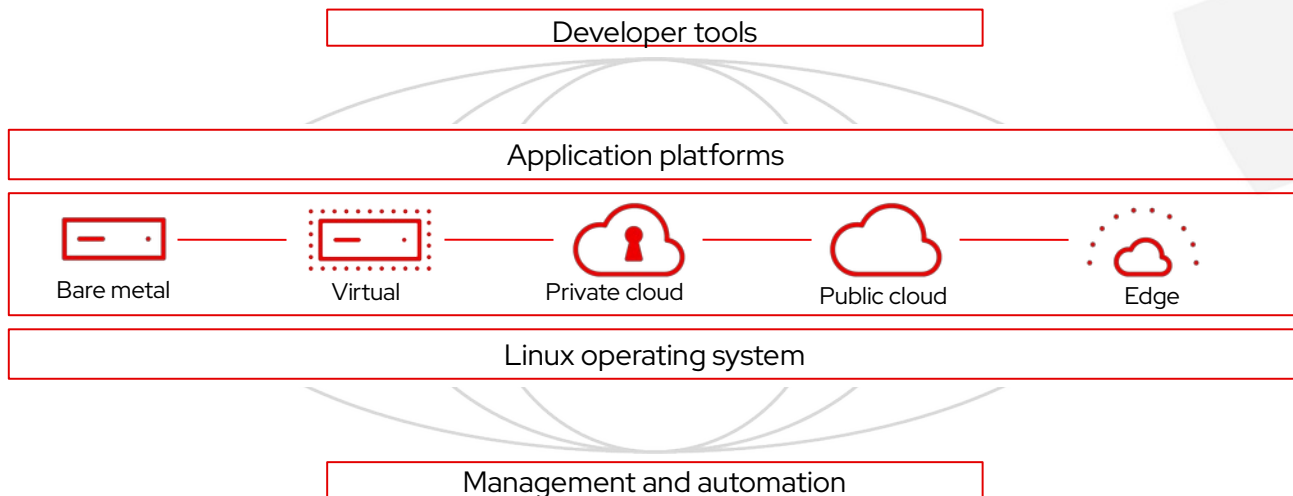 Developer tools
Application platforms
Bare metal
Virtual
Private cloud
Public cloud
Edge
Linux operating system
Management and automation